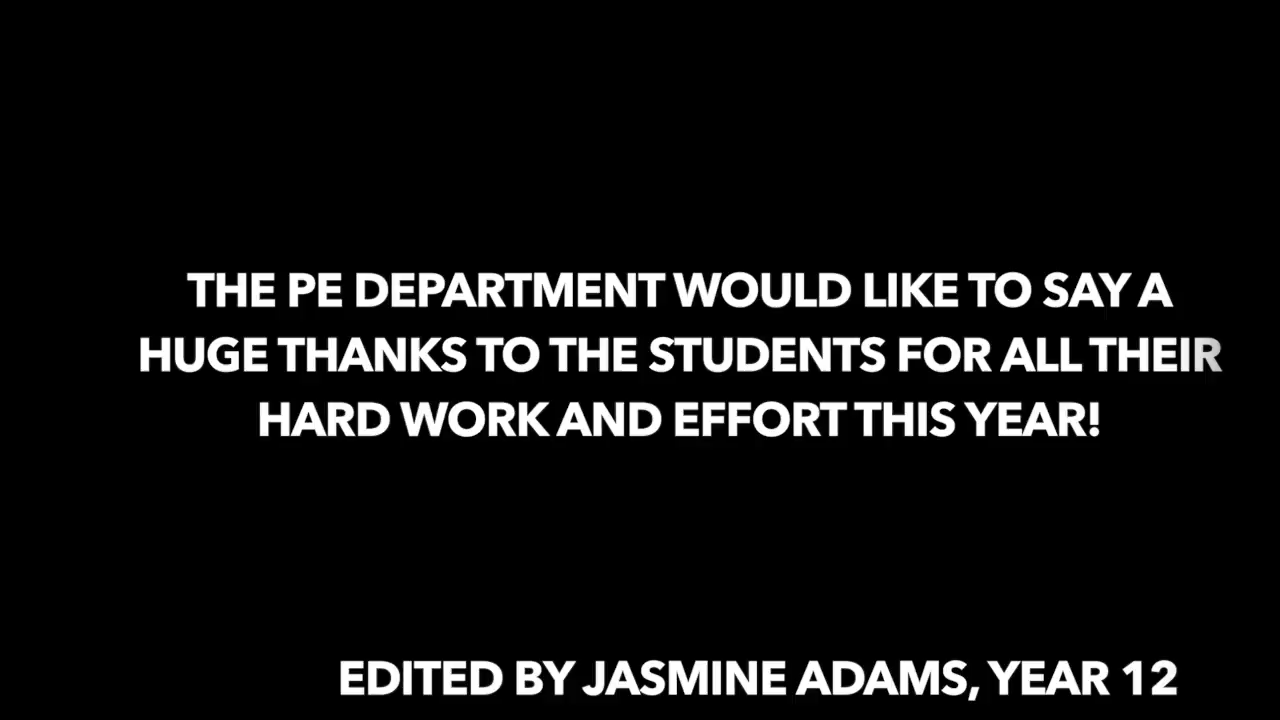 THE PE DEPARTMENT WOULD LIKE TO SAY A
HUGE THANKS TO THE STUDENTS FOR ALL THEIR
HARD WORK AND EFFORT THIS YEAR!
EDITED BY JASMINE ADAMS, YEAR 12